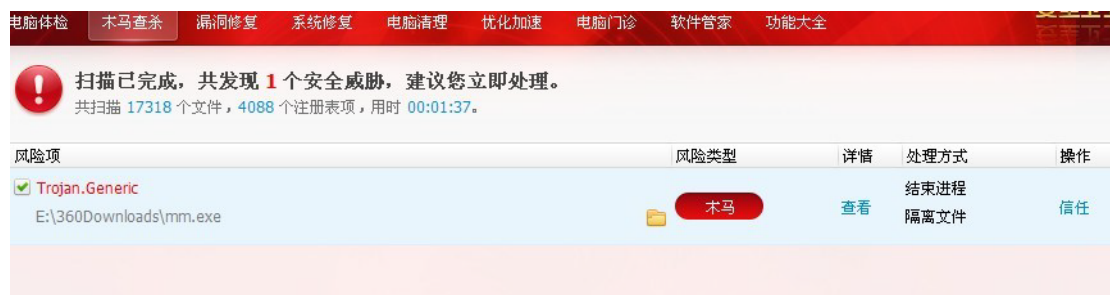 电脑体检 木马查杀 漏洞修复 系统修复 电脑清理 优化加速 电脑门诊 软件管家 功能大全
扫描已完成，共发现 1 个安全威胁，建议您立即处理。
共扫描 17318 个文件，4088 个注册表项，用时 00:01:37。
风险项 风险类型 详情 处理方式 操作
Trojan.Generic
E:\360Downloads\mm.exe
木马 查看 结束进程 信任
隔离文件